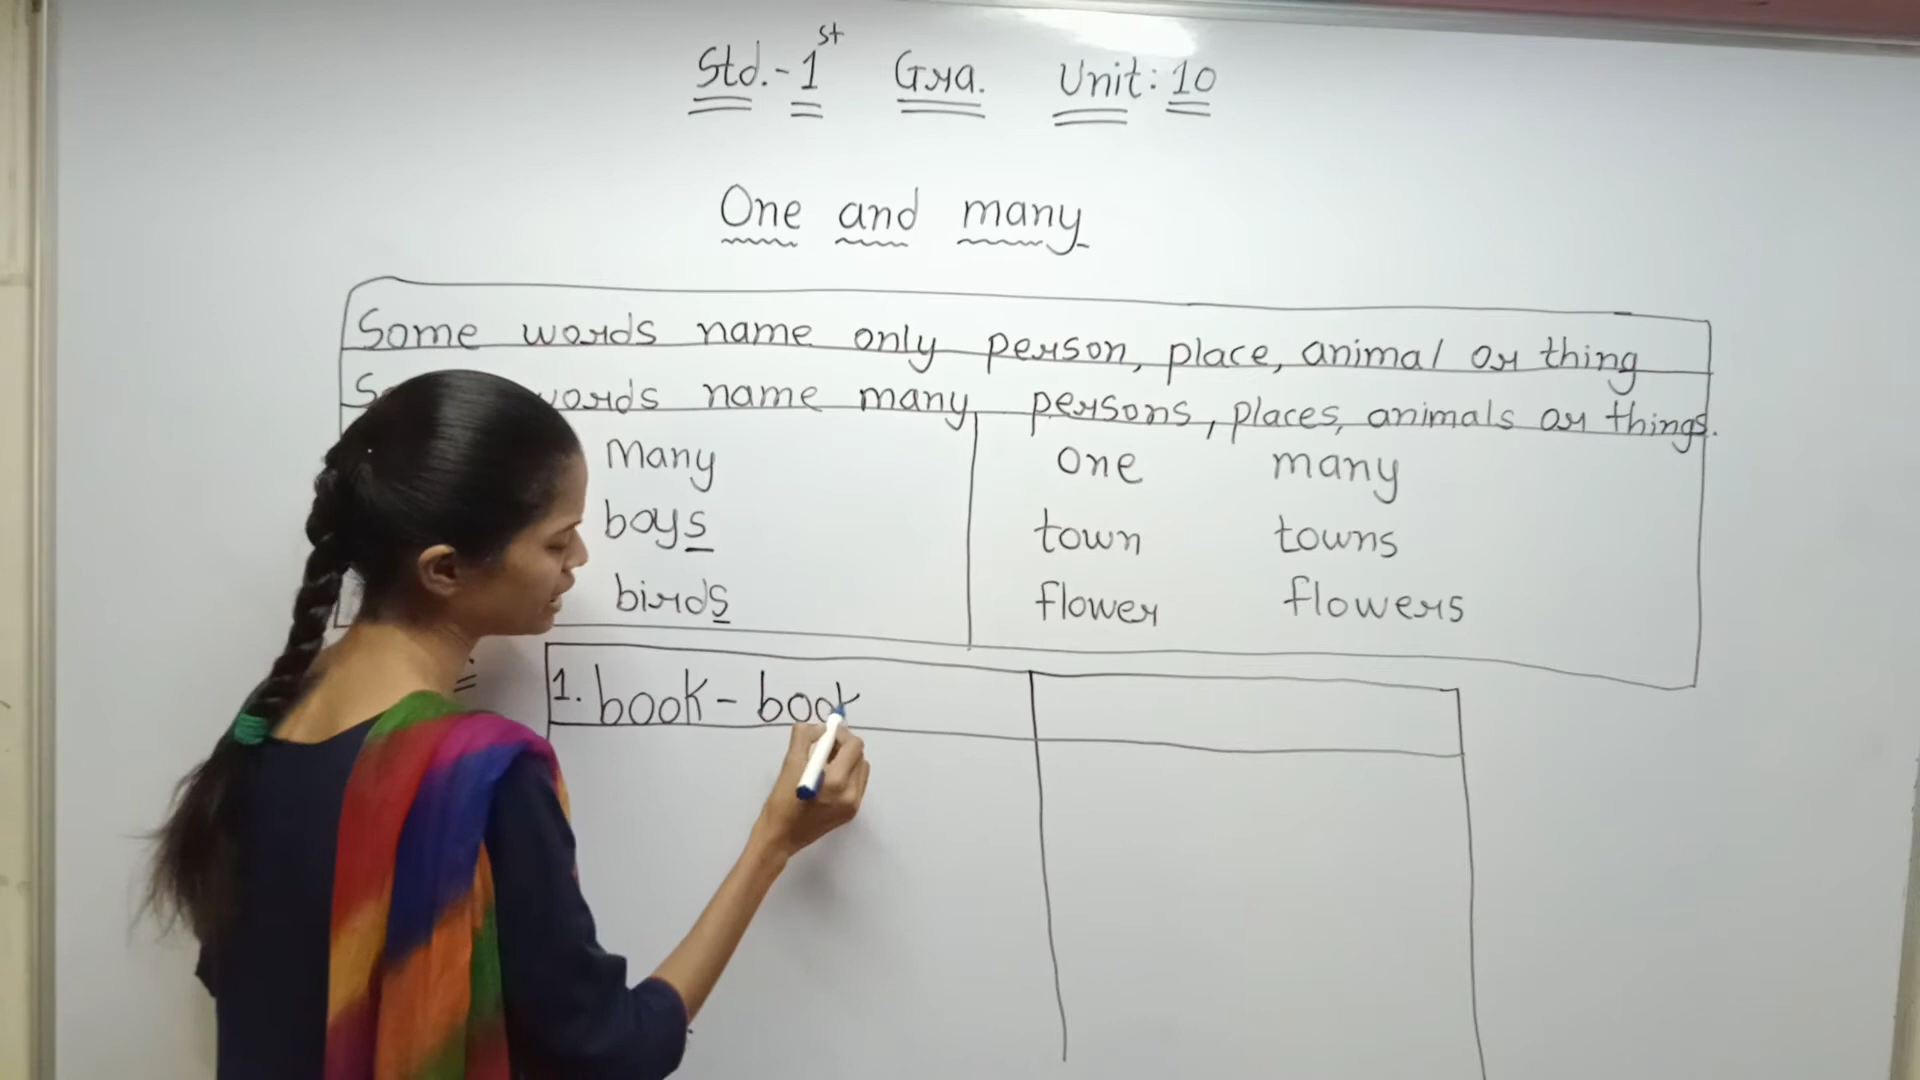 Std.-1st Gra. Unit: 10
One and many
Some words name only person, place, animal or thing
words name many persons, places, animals or things.
Many one many
boys town towns
birds flower flowers
1. book - book